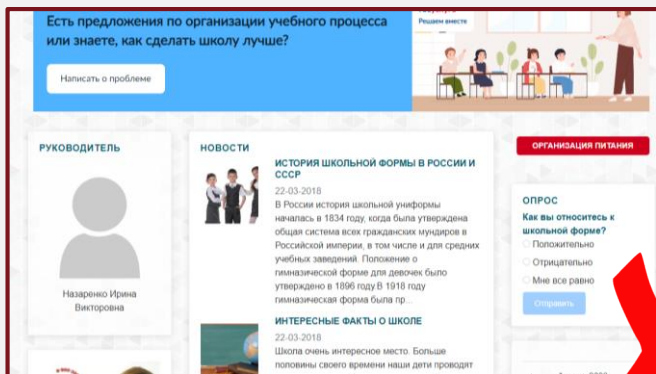 Есть предложения по организации учебного процесса
или знаете, как сделать школу лучше?
Написать о проблеме
Решаем вместе
РУКОВОДИТЕЛЬ
Назаренко Ирина
Викторовна
НОВОСТИ
ИСТОРИЯ ШКОЛЬНОЙ ФОРМЫ В РОССИИ И
СССР
22-03-2018
В России история школьной униформы
началась в 1834 году, когда была утверждена
общая система всех гражданских мундиров в
Российской империи, в том числе и для средних
учебных заведений. Положение о
гимназической форме для девочек было
утверждено в 1896 году.В 1918 году
гимназическая форма была пр...
ИНТЕРЕСНЫЕ ФАКТЫ О ШКОЛЕ
22-03-2018
Школа очень интересное место. Больше
половины своего времени наши дети проводят
ОРГАНИЗАЦИЯ ПИТАНИЯ
ОПРОС
Как вы относитесь к
школьной форме?
Положительно
Отрицательно
Мне все равно
Отправить